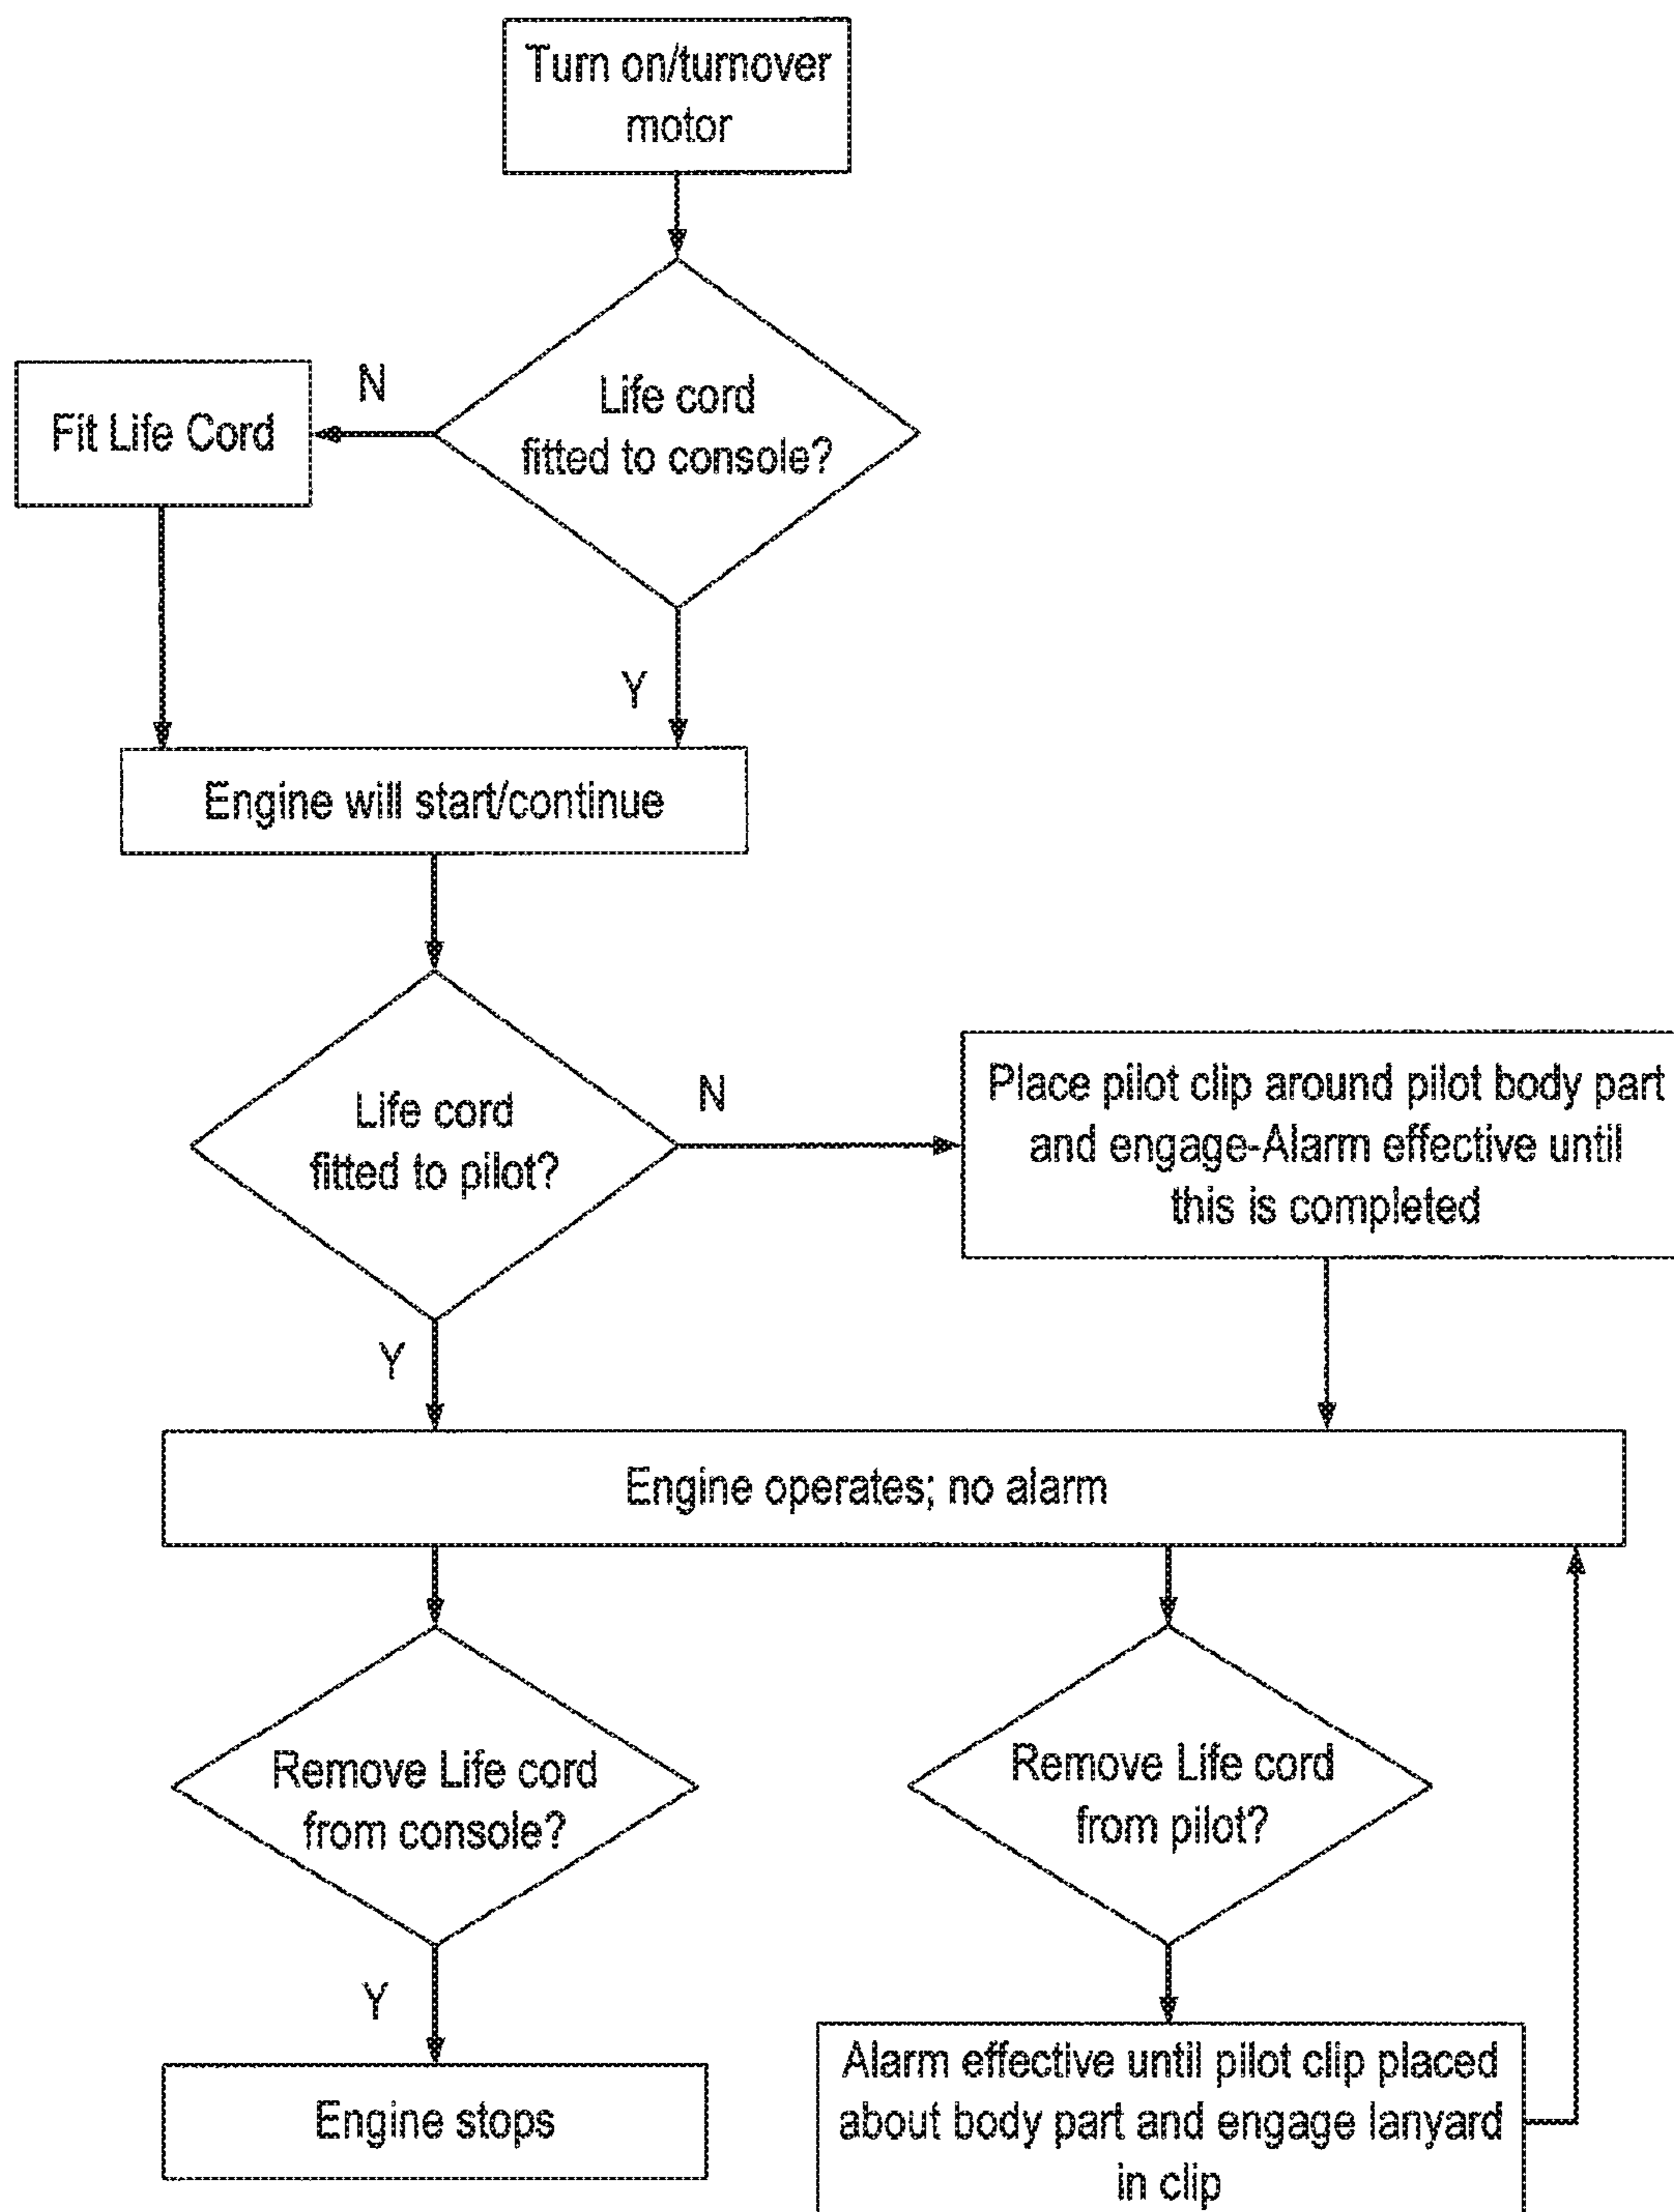 Turn on/turnover
motor
Life cord
fitted to console?
N
Fit Life Cord
Y
Engine will start/continue
Life cord
fitted to pilot?
N
Place pilot clip around pilot body part
and engage-Alarm effective until
this is completed
Y
Engine operates; no alarm
Remove Life cord
from console?
Remove Life cord
from pilot?
Y
Engine stops
Alarm effective until pilot clip placed
about body part and engage lanyard
in clip